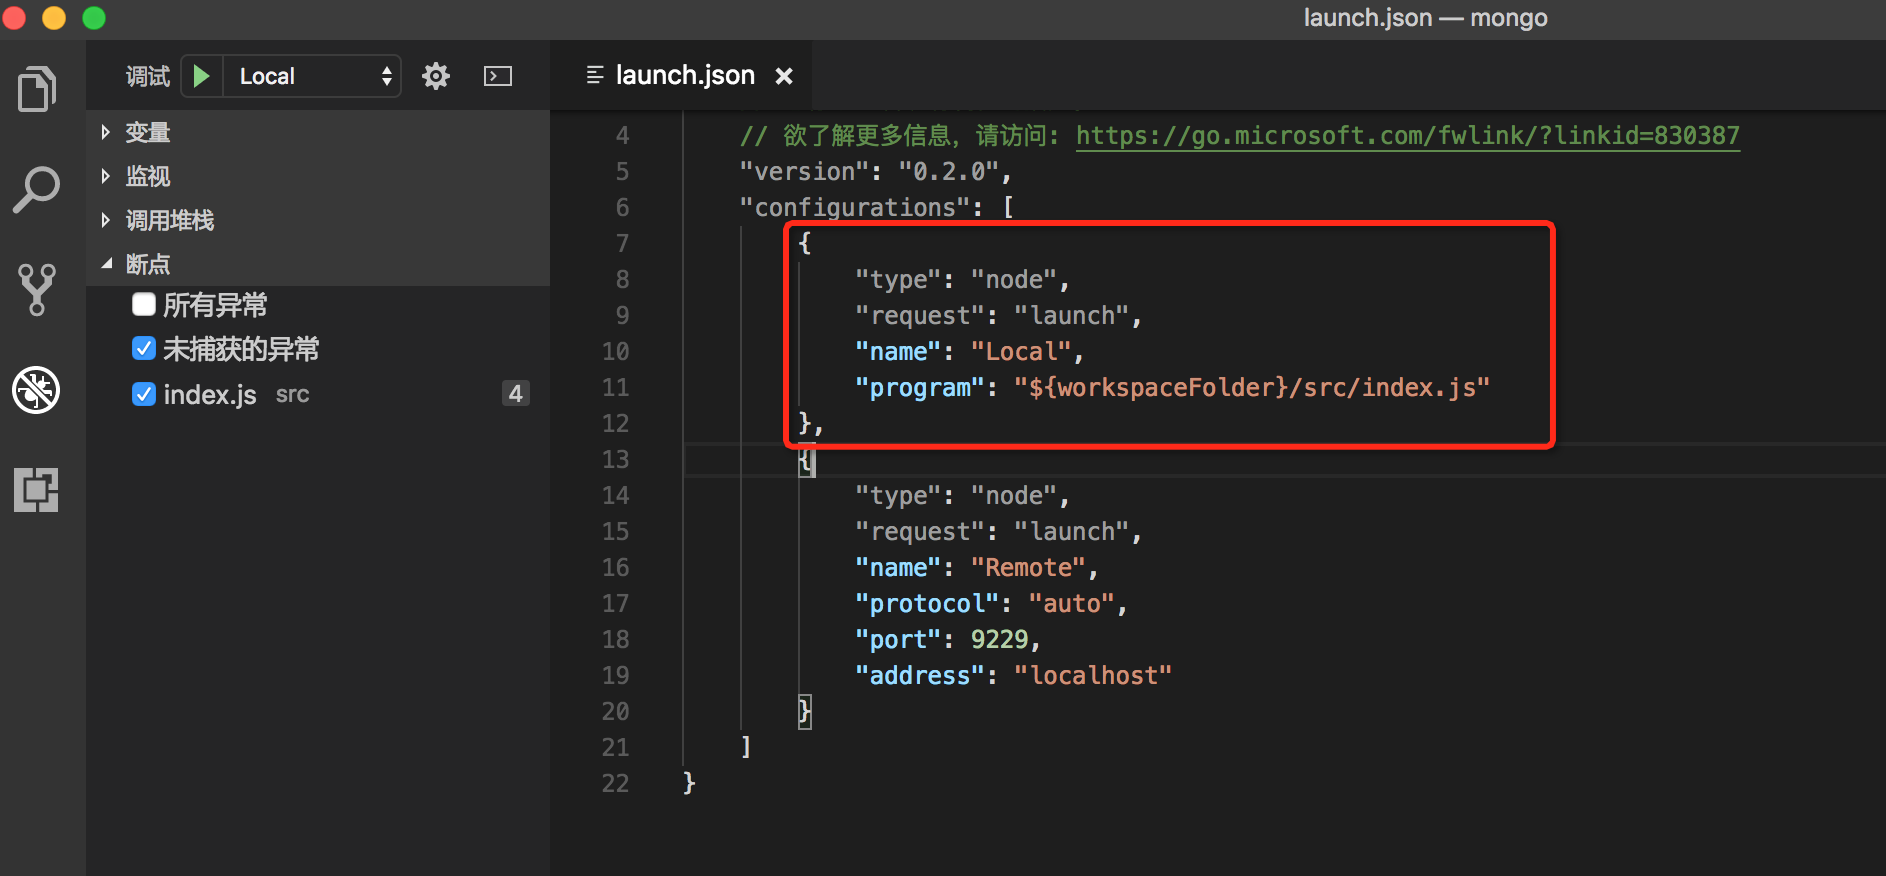 launch.json — mongo
调试 Local
launch.json
变量
监视
调用堆栈
断点
所有异常
未捕获的异常
index.js src 4
4 // 欲了解更多信息，请访问: https://go.microsoft.com/fwlink/?linkid=830387
5 "version": "0.2.0",
6 "configurations": [
7 {
8 "type": "node",
9 "request": "launch",
10 "name": "Local",
11 "program": "${workspaceFolder}/src/index.js"
12 },
13 {
14 "type": "node",
15 "request": "launch",
16 "name": "Remote",
17 "protocol": "auto",
18 "port": 9229,
19 "address": "localhost"
20 }
21 ]
22 }